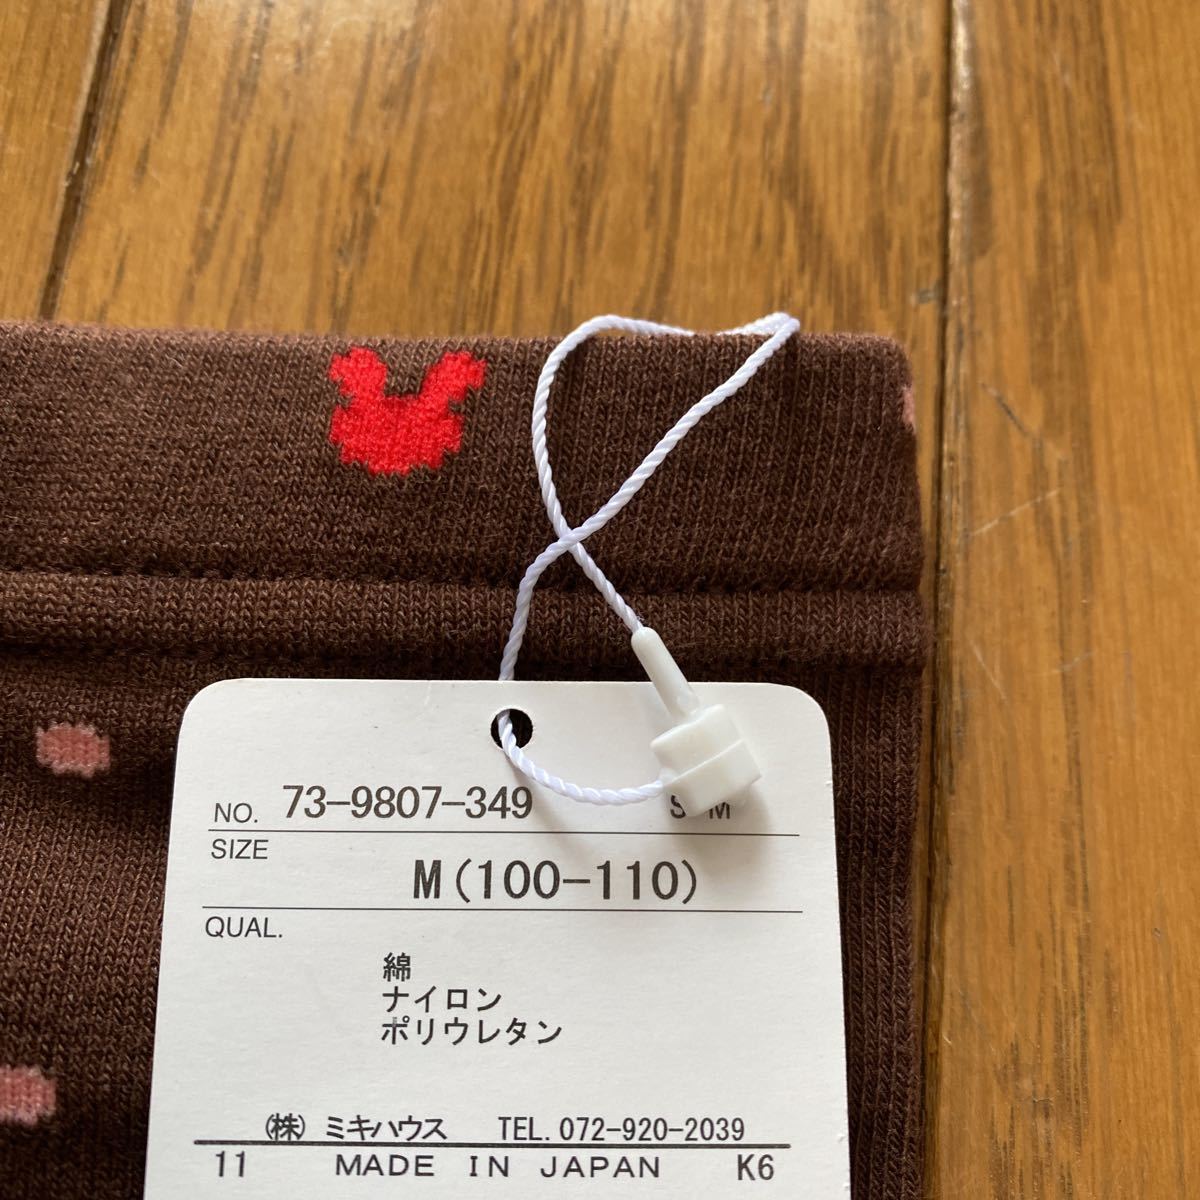 NO. 73-9807-349
SIZE
M(100-110)
QUAL.
綿
ナイロン
ポリウレタン
(株) ミキハウス TEL.072-920-2039
11 MADE IN JAPAN K6